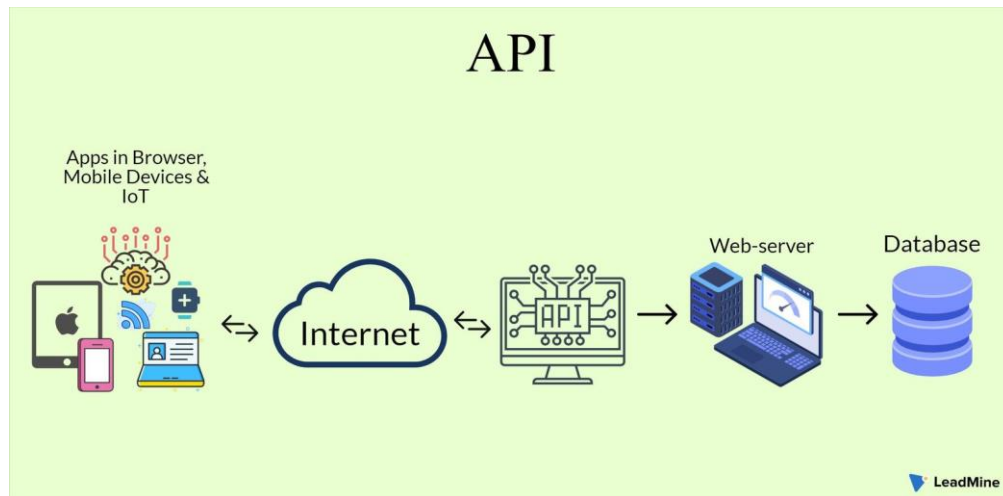 API
Apps in Browser,
Mobile Devices &
IoT
Internet
API
Web-server
Database
LeadMine